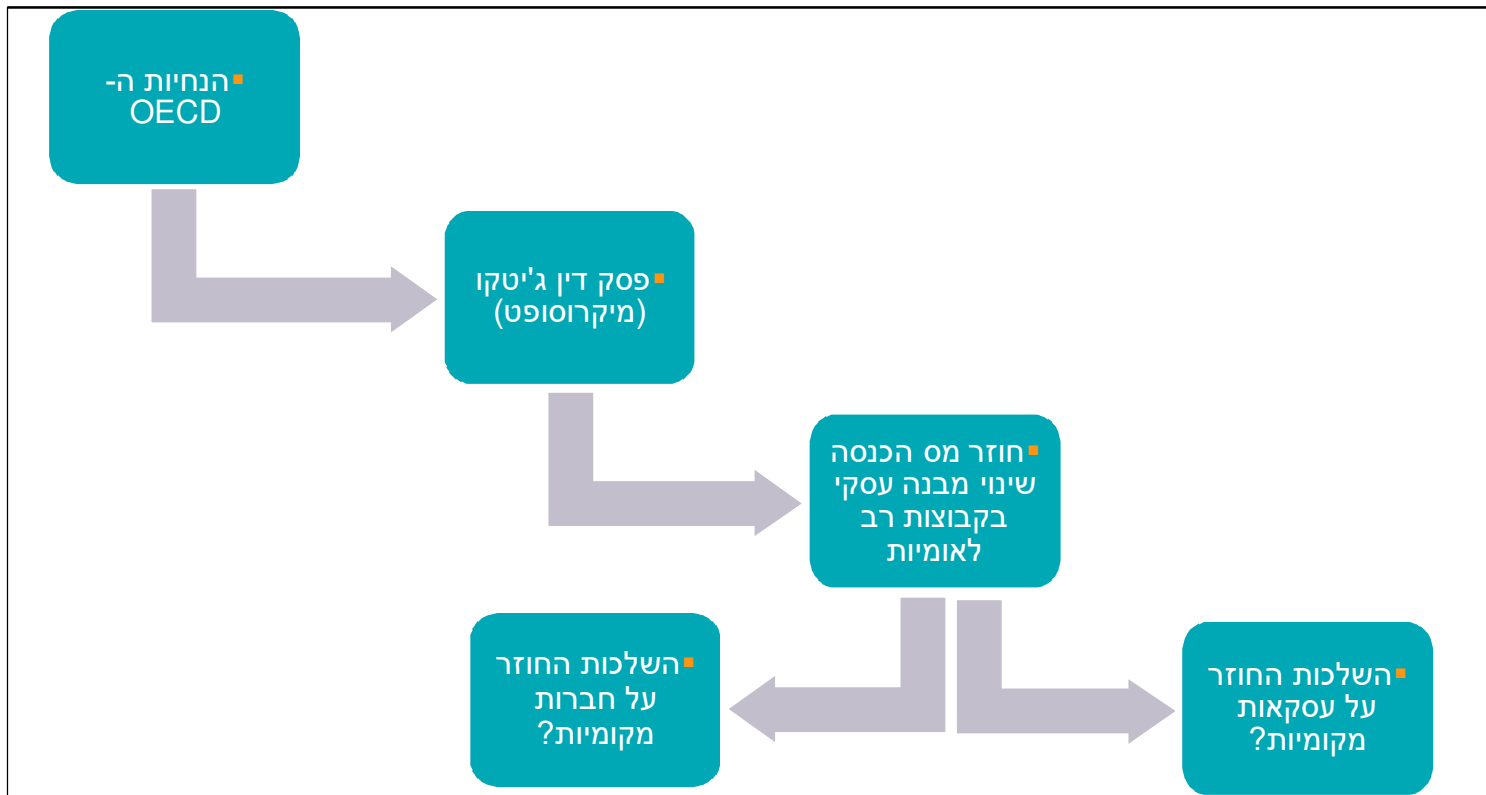 ▪הנחיות ה-
OECD
▪פסק דין ג'יטקו
(מיקרוסופט)
▪חוזר מס הכנסה
שינוי מבנה עסקי
בקבוצות רב
לאומיות
▪השלכות החוזר
על עסקאות
מקומיות?
▪השלכות החוזר
על חברות
מקומיות?